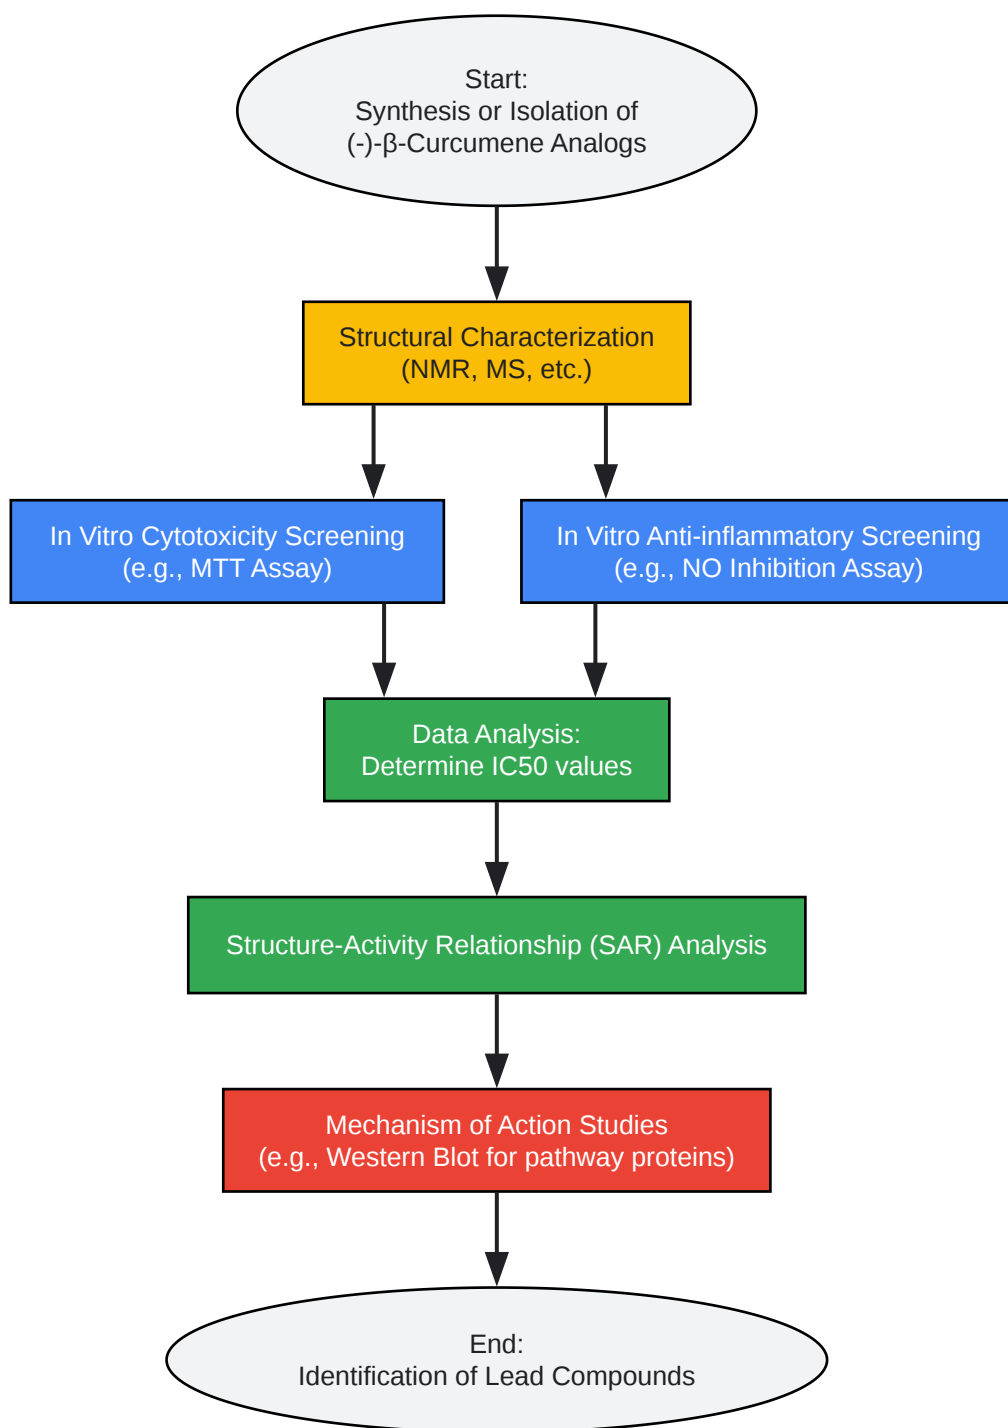 Start:
Synthesis or Isolation of
(-)-β-Curcumene Analogs
Structural Characterization
(NMR, MS, etc.)
In Vitro Cytotoxicity Screening
(e.g., MTT Assay)
In Vitro Anti-inflammatory Screening
(e.g., NO Inhibition Assay)
Data Analysis:
Determine IC50 values
Structure-Activity Relationship (SAR) Analysis
Mechanism of Action Studies
(e.g., Western Blot for pathway proteins)
End:
Identification of Lead Compounds